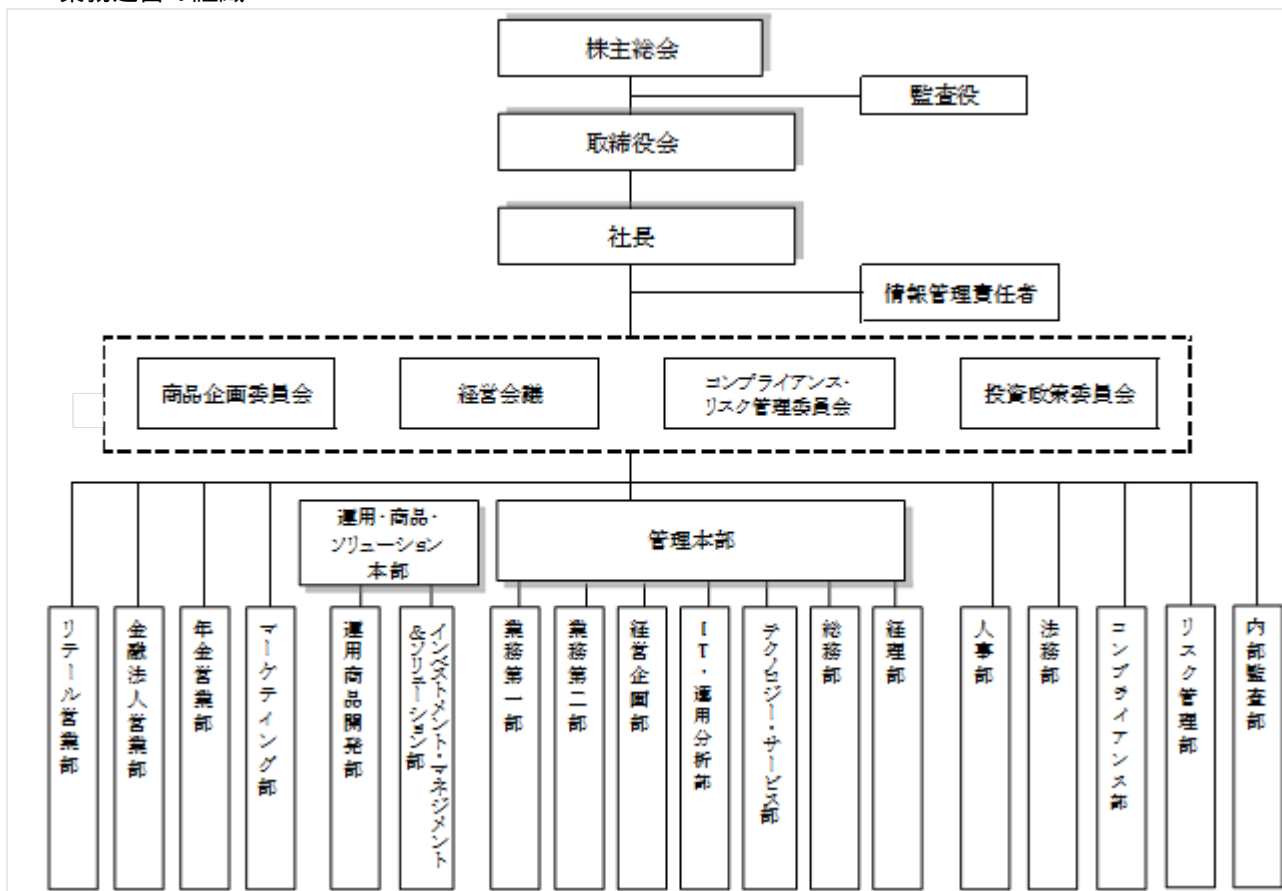 株主総会
監査役
取締役会
社長
情報管理責任者
商品企画委員会
経営会議
コンプライアンス・
リスク管理委員会
投資政策委員会
運用・商品・
ソリューション
本部
管理本部
リテール営業部
金融法人営業部
年金営業部
マーケティング部
運用商品開発部
インベストメント・マネジメント
&ソリューション部
業務第一部
業務第二部
経営企画部
IT・運用分析部
テクノロジー・サービス部
総務部
経理部
人事部
法務部
コンプライアンス部
リスク管理部
内部監査部